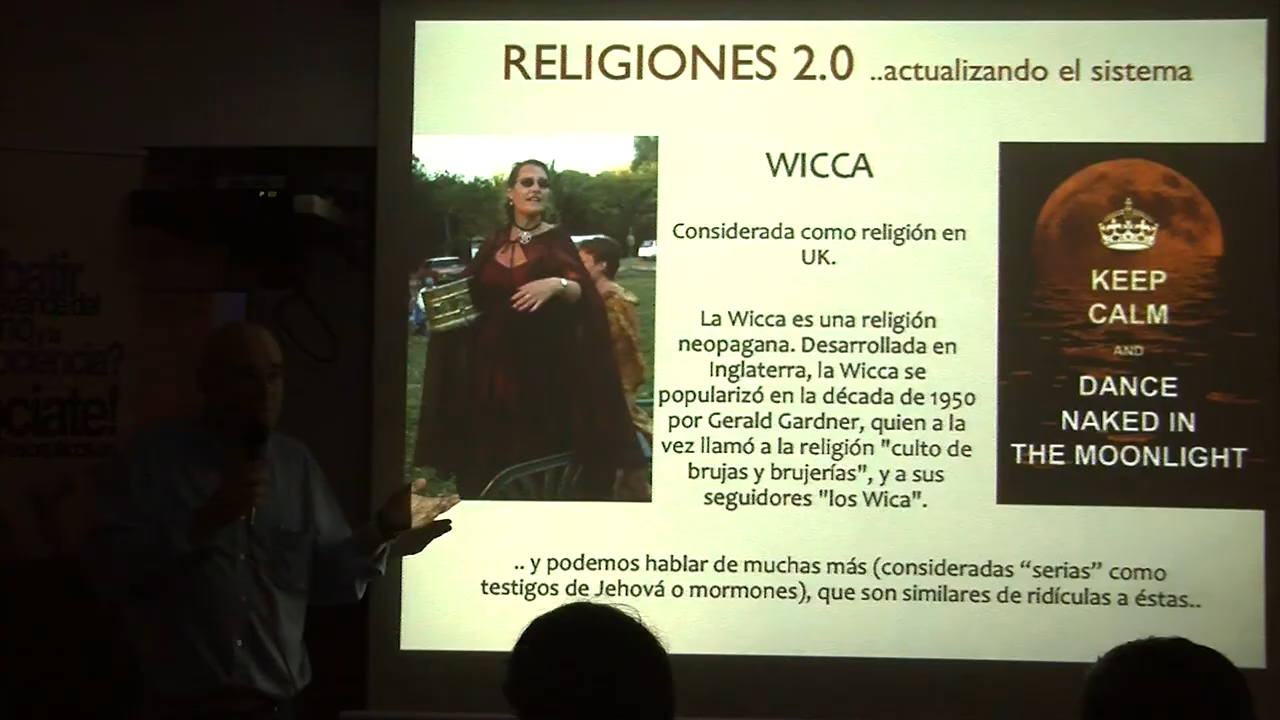 RELIGIONES 2.0 ..actualizando el sistema
WICCA
Considerada como religión en
UK.
La Wicca es una religión
neopagana. Desarrollada en
Inglaterra, la Wicca se
popularizó en la década de 1950
por Gerald Gardner, quien a la
vez llamó a la religión "culto de
brujas y brujerías", y a sus
seguidores "los Wica".
KEEP
CALM
AND
DANCE
NAKED IN
THE MOONLIGHT
.. y podemos hablar de muchas más (consideradas “serias” como
testigos de Jehová o mormones), que son similares de ridículas a éstas..